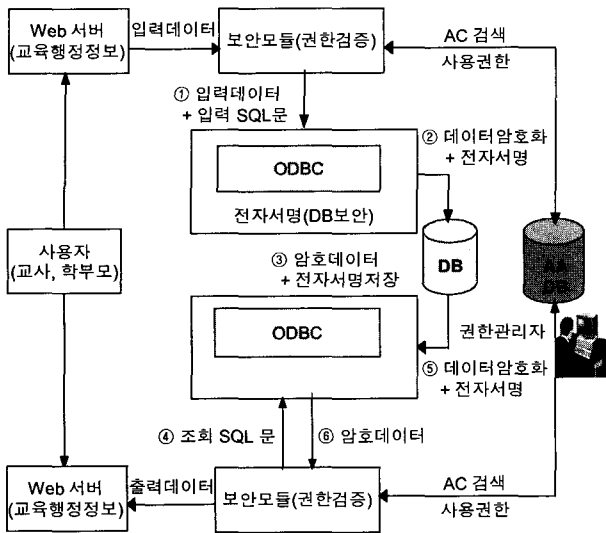 Web 서버
(교육행정정보)
입력데이터
보안모듈(권한검증)
AC 검색
사용권한
① 입력데이터
+ 입력 SQL문
② 데이터암호화
+ 전자서명
ODBC
전자서명(DB보안)
사용자
(교사, 학부모)
③ 암호데이터
+ 전자서명저장
DB
AA
DB
ODBC
권한관리자
⑤ 데이터암호화
+ 전자서명
④ 조회 SQL 문
⑥ 암호데이터
Web 서버
(교육행정정보)
출력데이터
보안모듈(권한검증)
AC 검색
사용권한